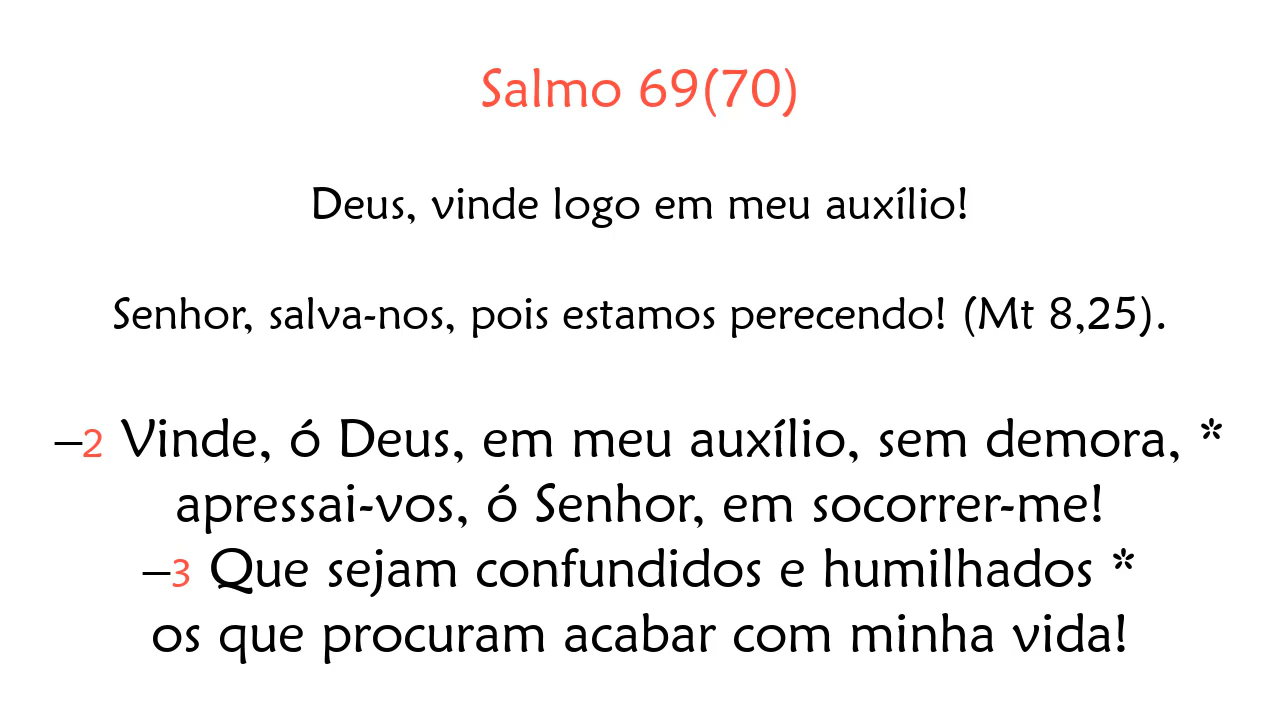 Salmo 69(70)
Deus, vinde logo em meu auxílio!
Senhor, salva-nos, pois estamos perecendo! (Mt 8,25).
–2 Vinde, ó Deus, em meu auxílio, sem demora, *
apressai-vos, ó Senhor, em socorrer-me!
–3 Que sejam confundidos e humilhados *
os que procuram acabar com minha vida!